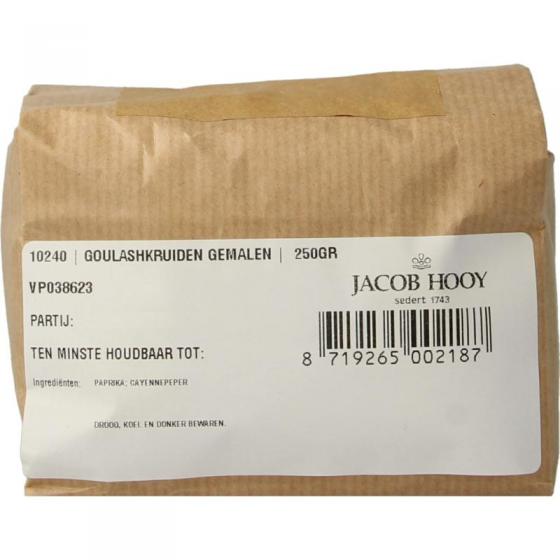 10240 | GOULASHKRUIDEN GEMALEN | 250GR
VP038623
JACOB HOOY
sedert 1743
PARTIJ:
TEN MINSTE HOUDBAAR TOT:
8 719265 002187
Ingrediënten: PAPRIKA; CAYENNEPEPER
DROOG, KOEL EN DONKER BEWAREN.